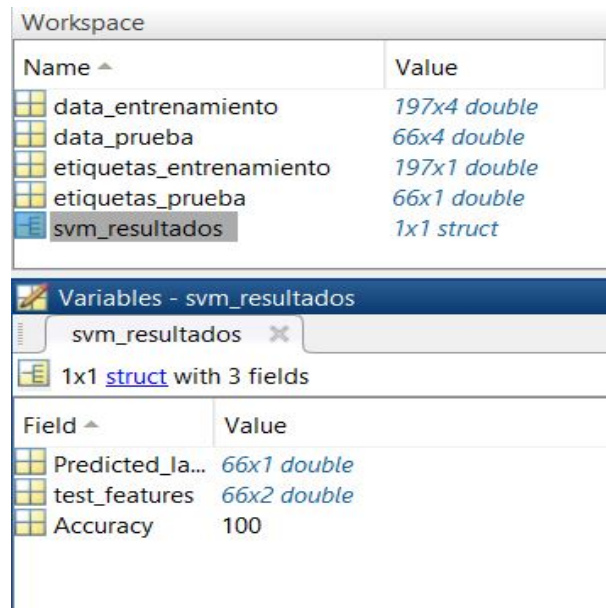 Workspace
Name Value
data_entrenamiento 197x4 double
data_prueba 66x4 double
etiquetas_entrenamiento 197x1 double
etiquetas_prueba 66x1 double
svm_resultados 1x1 struct
Variables - svm_resultados
svm_resultados
1x1 struct with 3 fields
Field Value
Predicted_la... 66x1 double
test_features 66x2 double
Accuracy 100